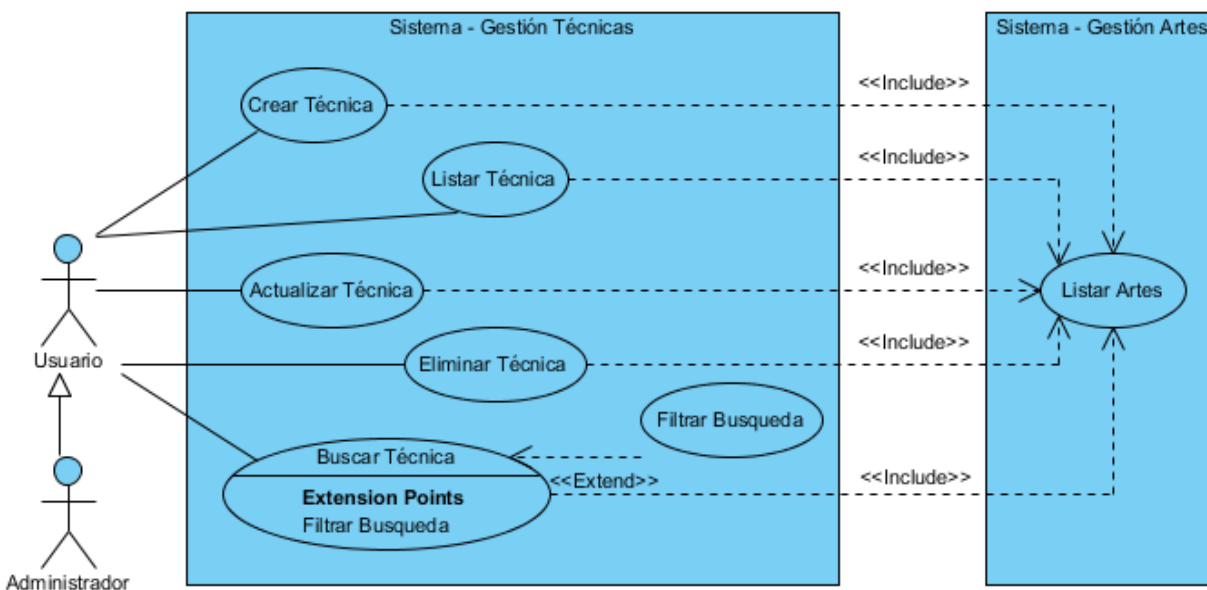 Sistema - Gestión Técnicas
Sistema - Gestión Artes
Crear Técnica
<<Include>>
Listar Técnica
<<Include>>
Actualizar Técnica
<<Include>>
Listar Artes
Usuario
Eliminar Técnica
<<Include>>
Filtrar Busqueda
Buscar Técnica
<<Extend>>
<<Include>>
Extension Points
Filtrar Busqueda
Administrador